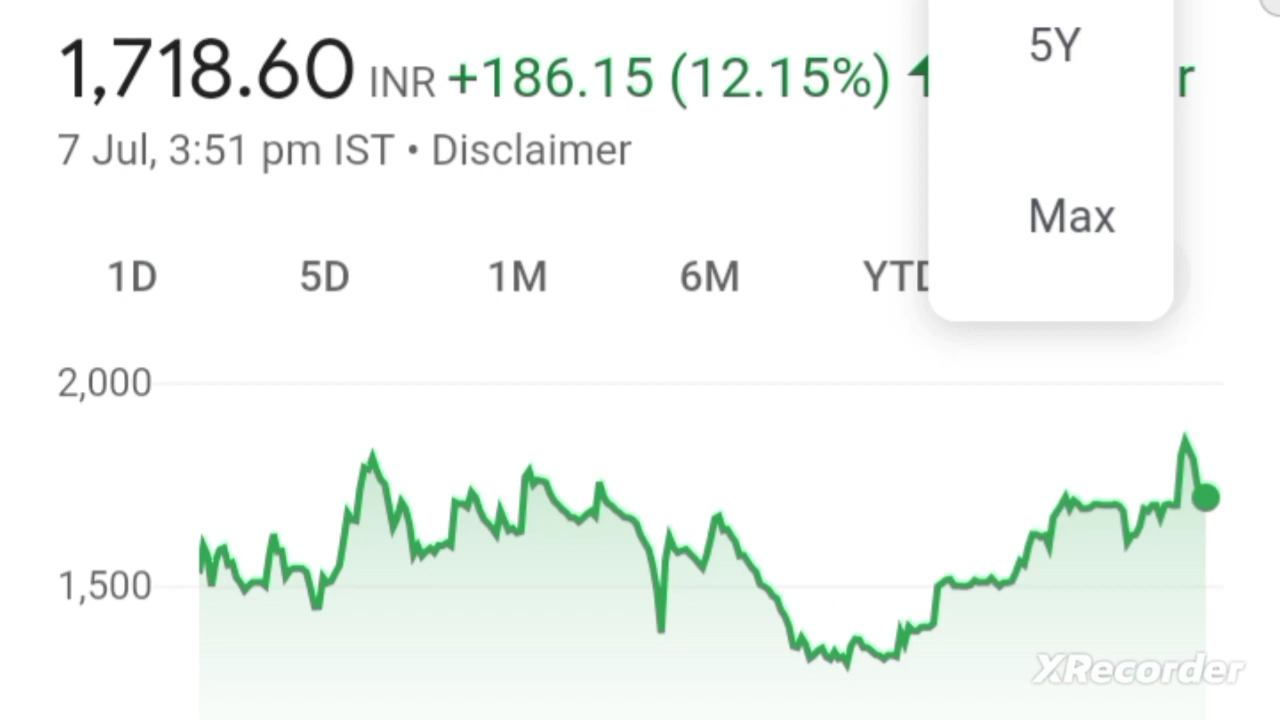 1,718.60 INR +186.15 (12.15%)
7 Jul, 3:51 pm IST • Disclaimer
5Y
Max
1D 5D 1M 6M YTD
2,000
1,500
XRecorder